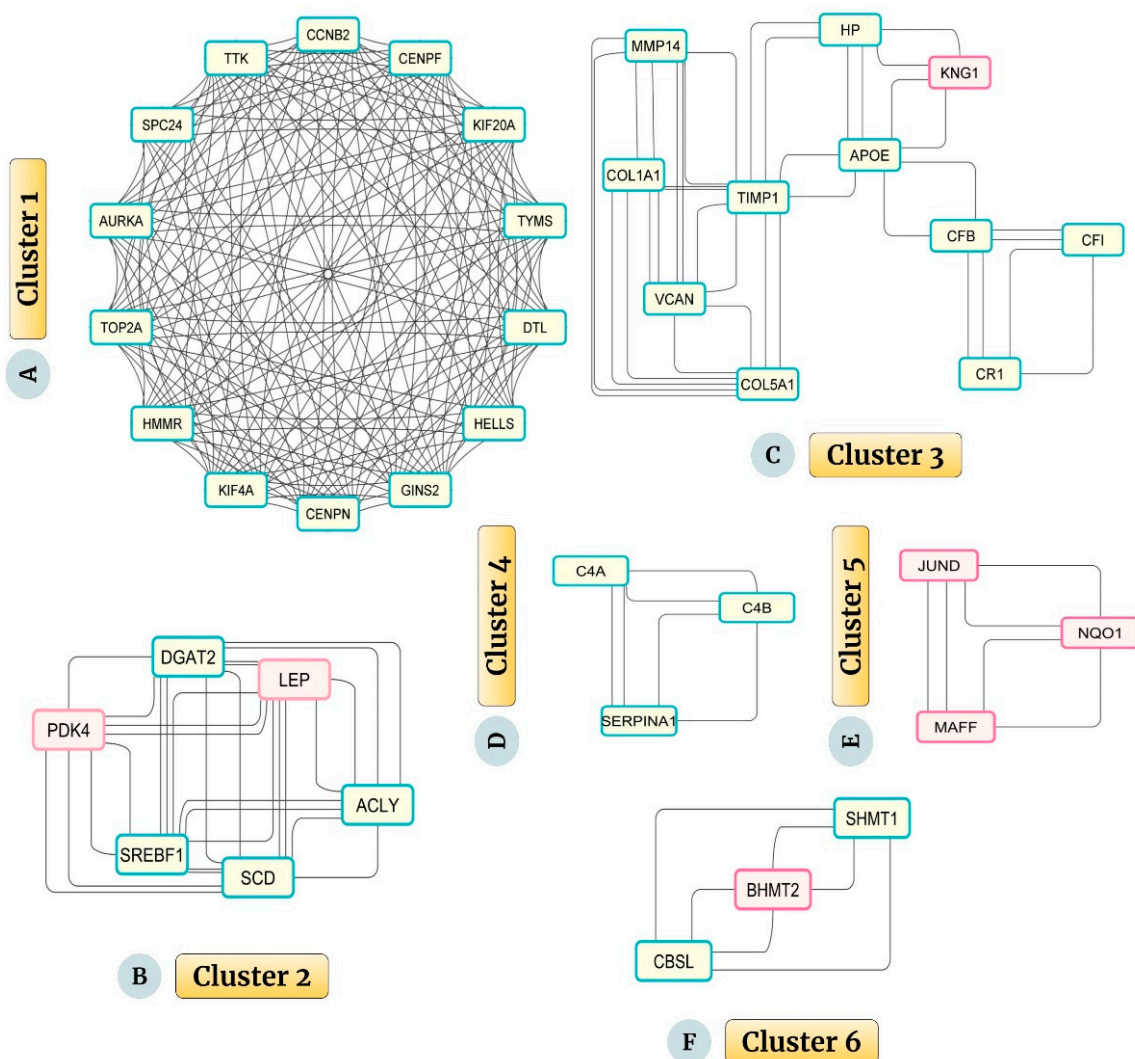 CCNB2
TTK
CENPF
SPC24
KIF20A
AURKA
TYMS
TOP2A
DTL
HMMR
HELLS
KIF4A
GINS2
CENPN
Cluster 1
A
HP
MMP14
KNG1
APOE
COL1A1
TIMP1
CFB
CFI
VCAN
CR1
COL5A1
C
Cluster 3
DGAT2
LEP
PDK4
ACLY
SREBF1
SCD
B
Cluster 2
Cluster 4
D
C4A
C4B
SERPINA1
Cluster 5
E
JUND
NQO1
MAFF
SHMT1
BHMT2
CBSL
F
Cluster 6